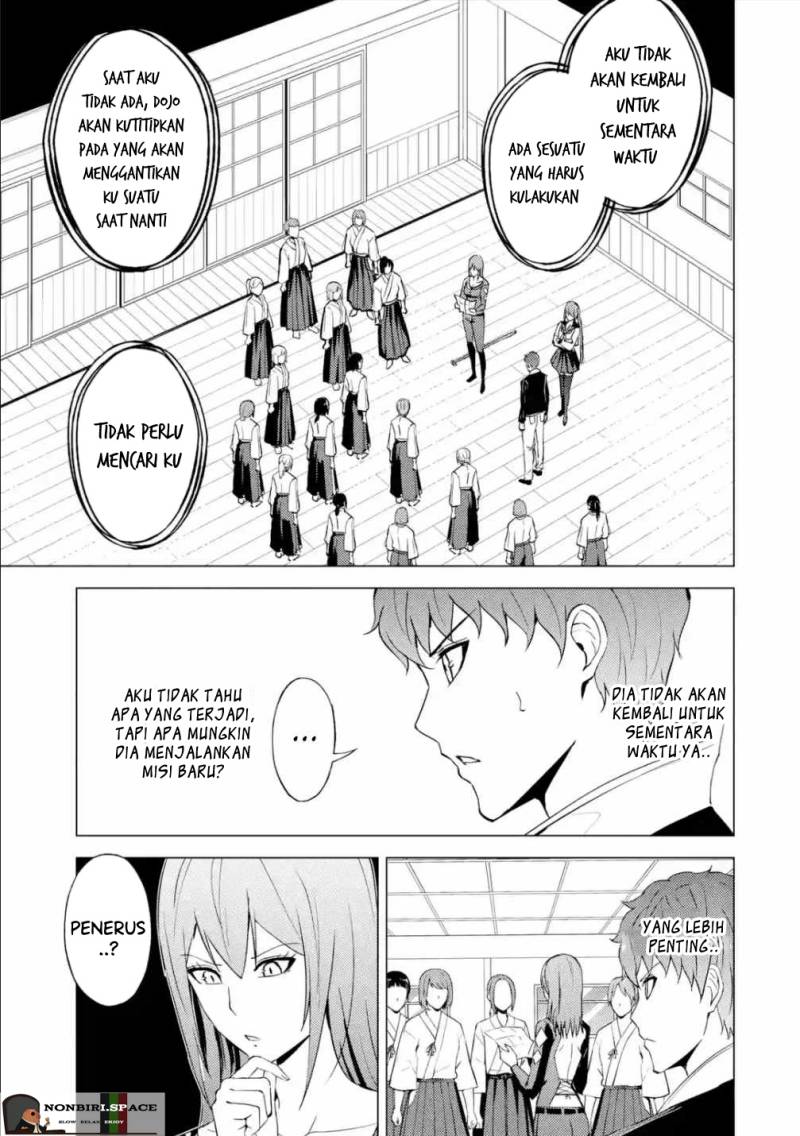 AKU TIDAK
AKAN KEMBALI
UNTUK
SEMENTARA
WAKTU
ADA SESUATU
YANG HARUS
KULAKUKAN
SAAT AKU
TIDAK ADA, DOJO
AKAN KUTITIPKAN
PADA YANG AKAN
MENGGANTIKAN
KU SUATU
SAAT NANTI
TIDAK PERLU
MENCARI KU
DIA TIDAK AKAN
KEMBALI UNTUK
SEMENTARA
WAKTU YA..
...
AKU TIDAK TAHU
APA YANG TERJADI,
TAPI APA MUNGKIN
DIA MENJALANKAN
MISI BARU?
YANG LEBIH
PENTING..!
PENERUS
..?
NONBIRI.SPACE
SLOW RELAX ENJOY